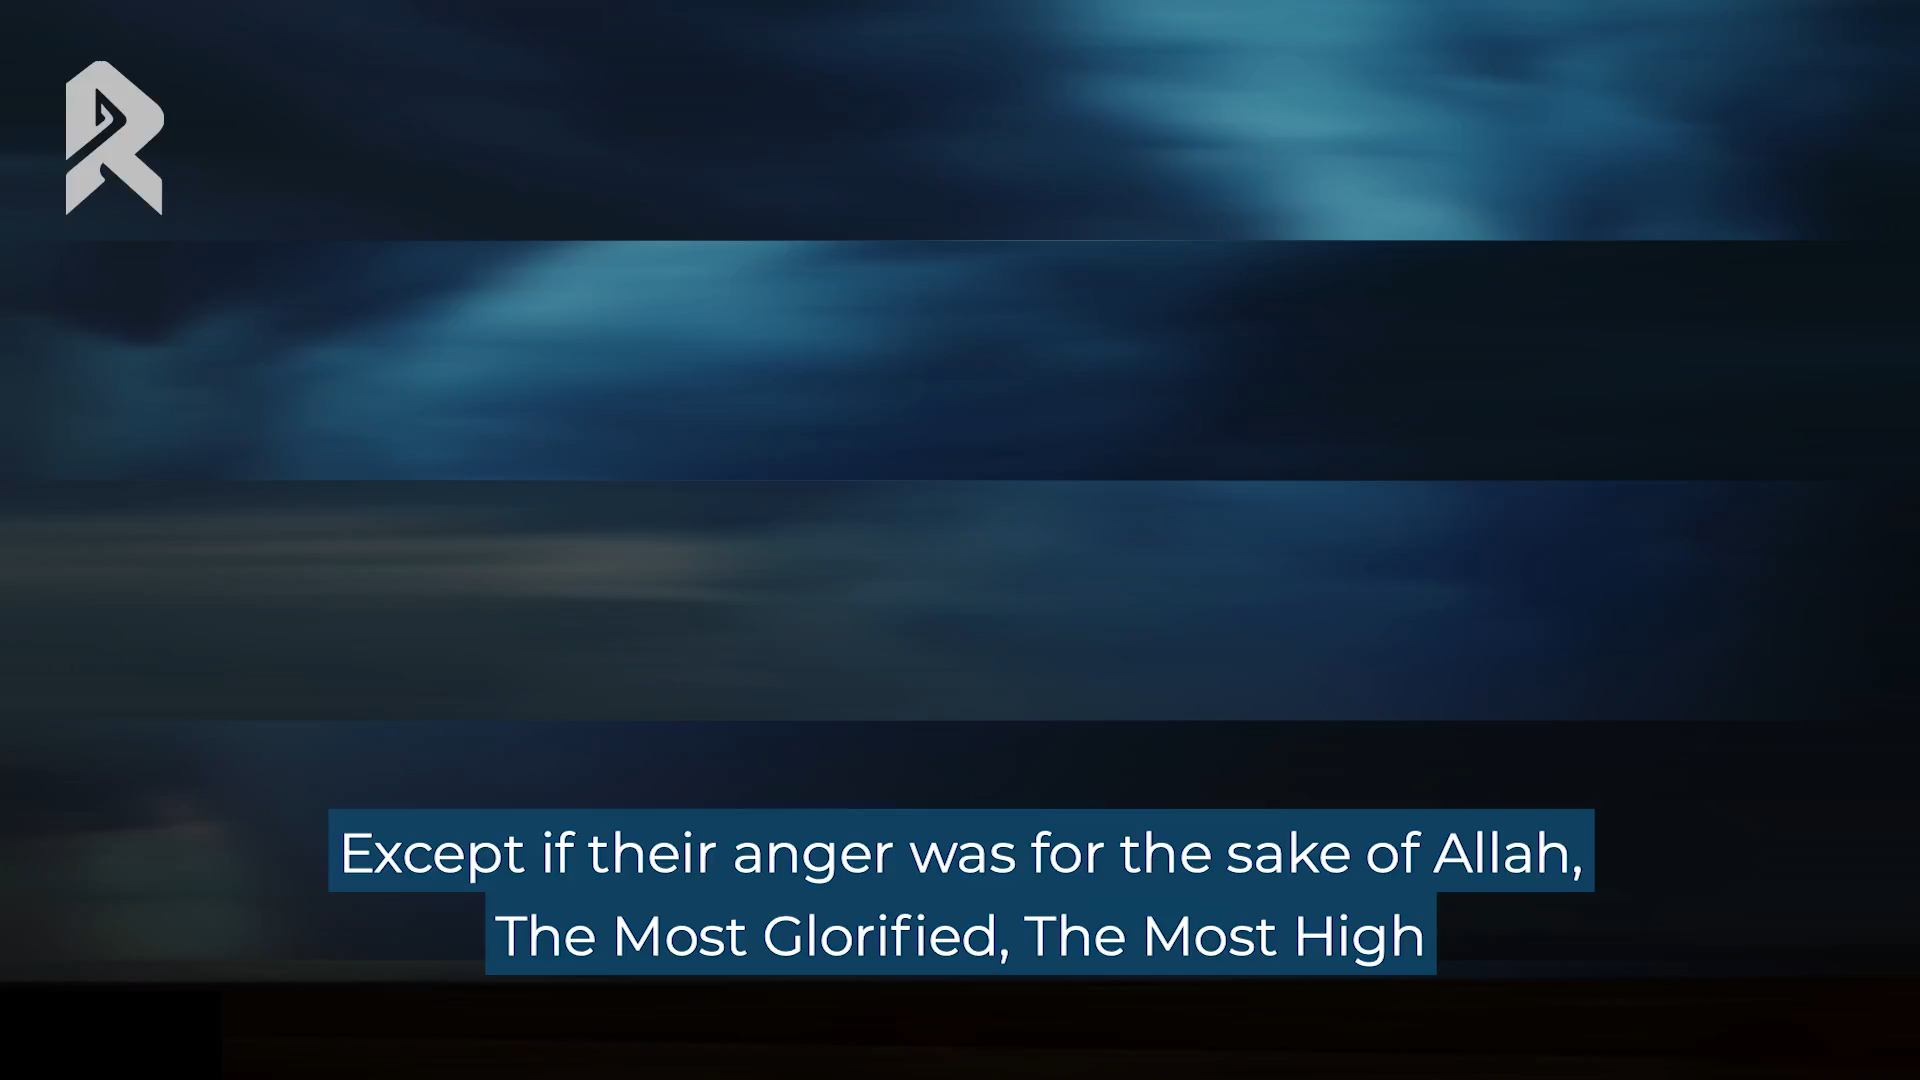 Except if their anger was for the sake of Allah,
The Most Glorified, The Most High